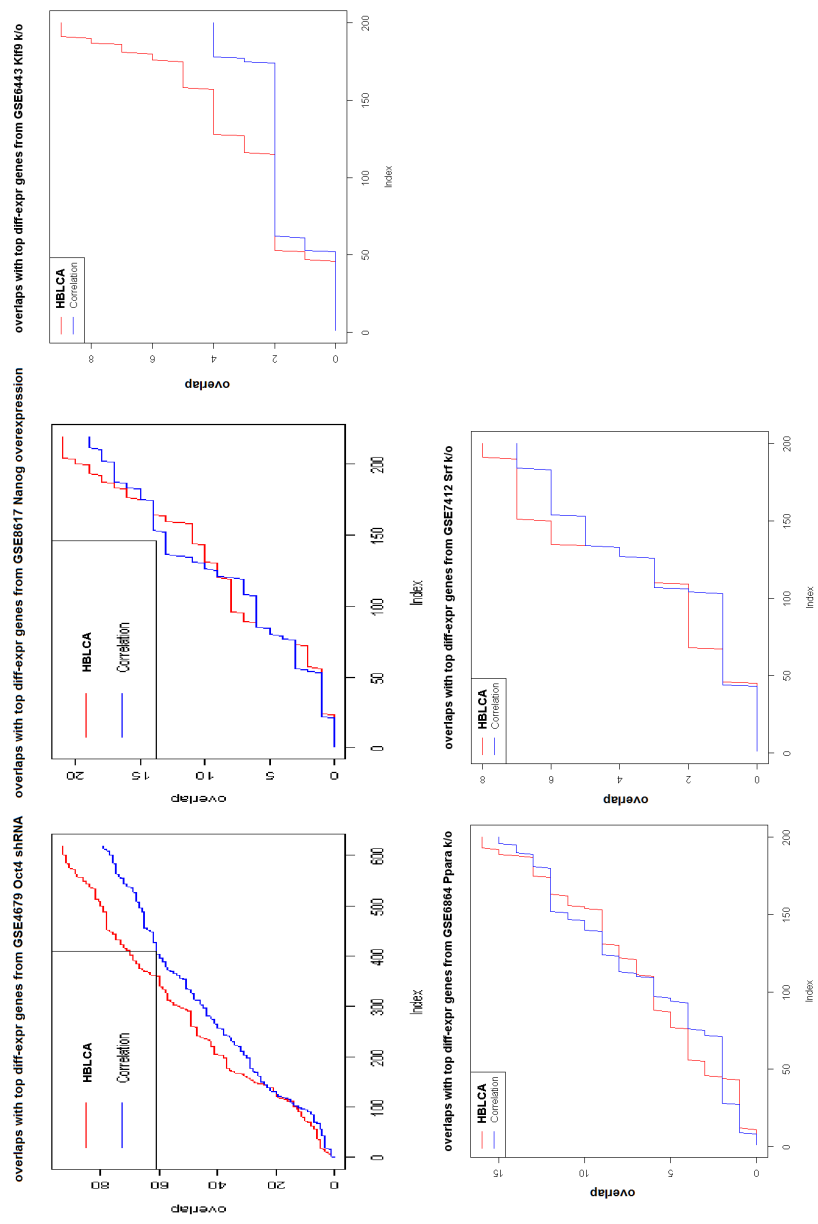 overlaps with top diff-expr genes from GSE4679 Oct4 shRNA
HBLCA
Correlation
overlap
0 20 40 60 80
0 100 200 300 400 500 600
Index
overlaps with top diff-expr genes from GSE8617 Nanog overexpression
HBLCA
Correlation
overlap
0 5 10 15 20
0 50 100 150 200
Index
overlaps with top diff-expr genes from GSE6443 Klf9 k/o
HBLCA
Correlation
overlap
0 2 4 6 8
0 50 100 150 200
Index
overlaps with top diff-expr genes from GSE6864 Ppara k/o
HBLCA
Correlation
overlap
0 5 10 15
0 50 100 150 200
Index
overlaps with top diff-expr genes from GSE7412 Srf k/o
HBLCA
Correlation
overlap
0 2 4 6 8
0 50 100 150 200
Index